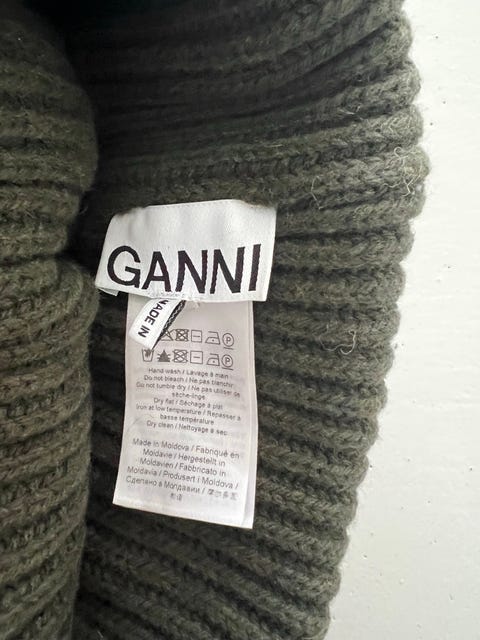 GANNI
MADE IN
Hand wash / Lavage à main
Do not bleach / Ne pas blanchir
Do not tumble dry / Ne pas utiliser de
sèche-linge
Dry flat / Séchage à plat
Iron at low temperature / Repasser à
basse température
Dry clean / Nettoyage à sec
Made in Moldova / Fabriqué en
Moldavie / Hergestellt in
Moldavien / Fabbricato in
Moldavia / Produsert i Moldova /
Сделано в Молдавии /